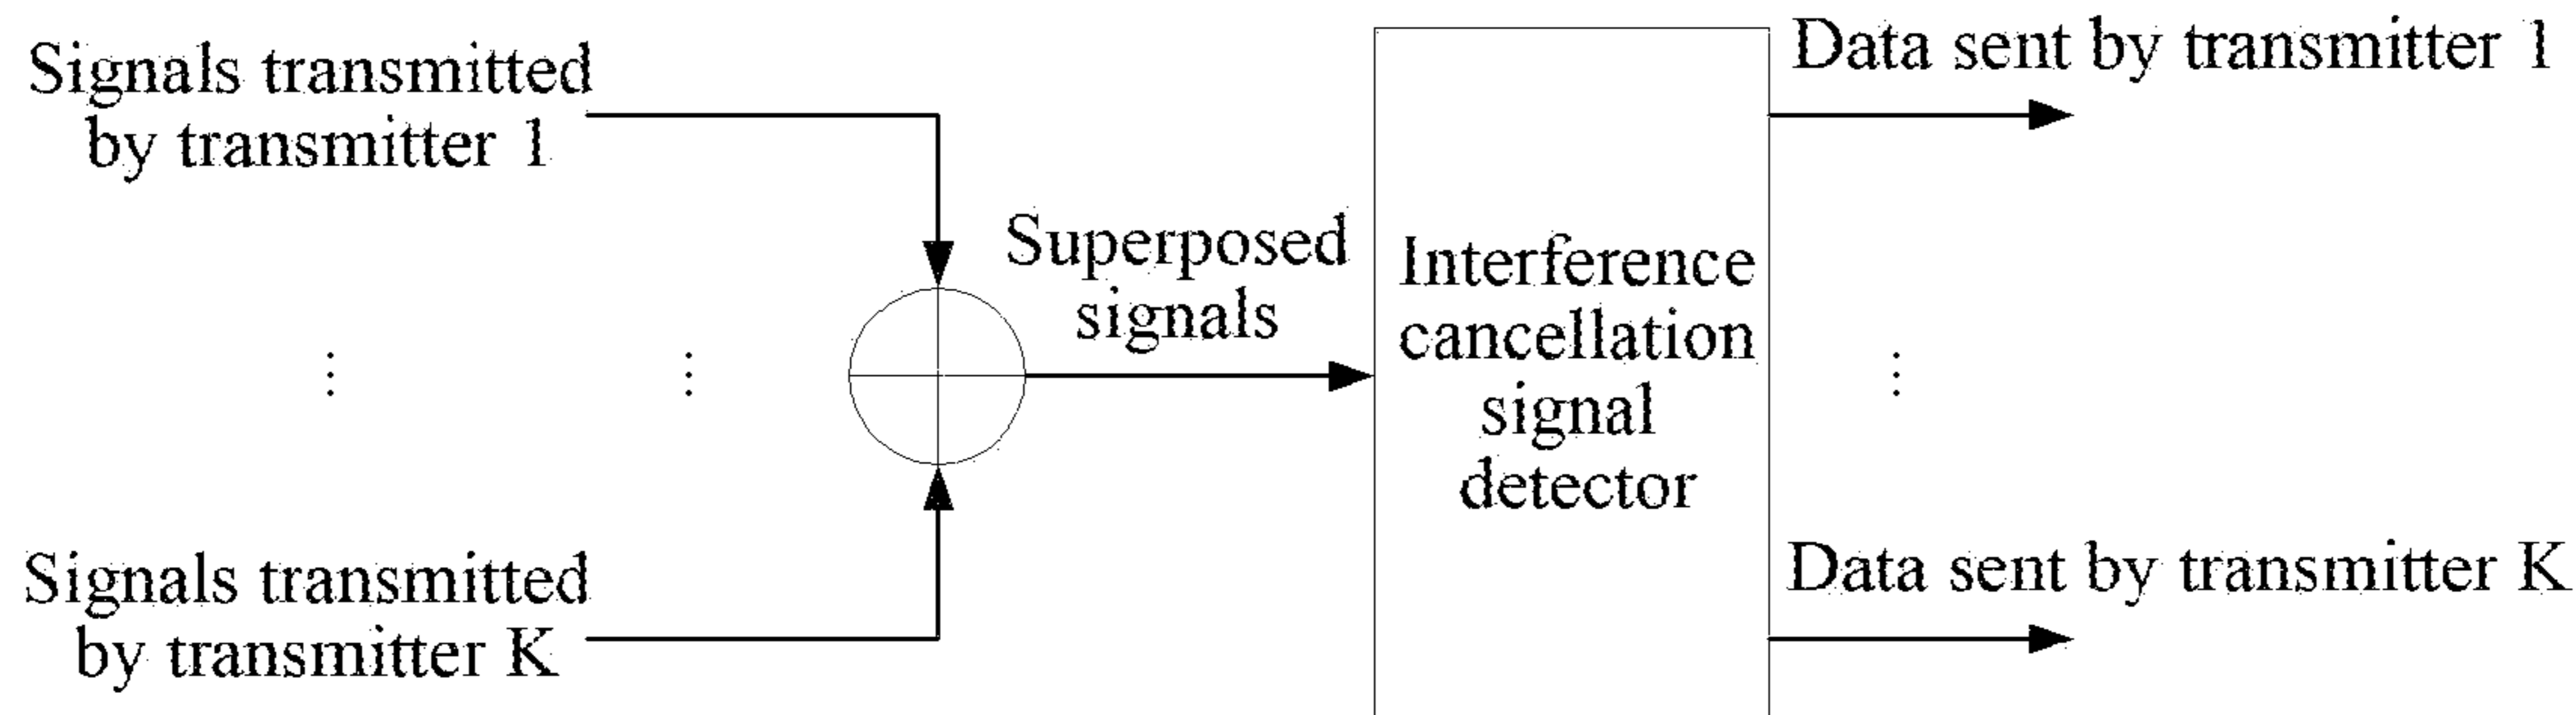 Signals transmitted
by transmitter 1
Data sent by transmitter 1
Superposed
signals
Interference
cancellation
signal
detector
Signals transmitted
by transmitter K
Data sent by transmitter K